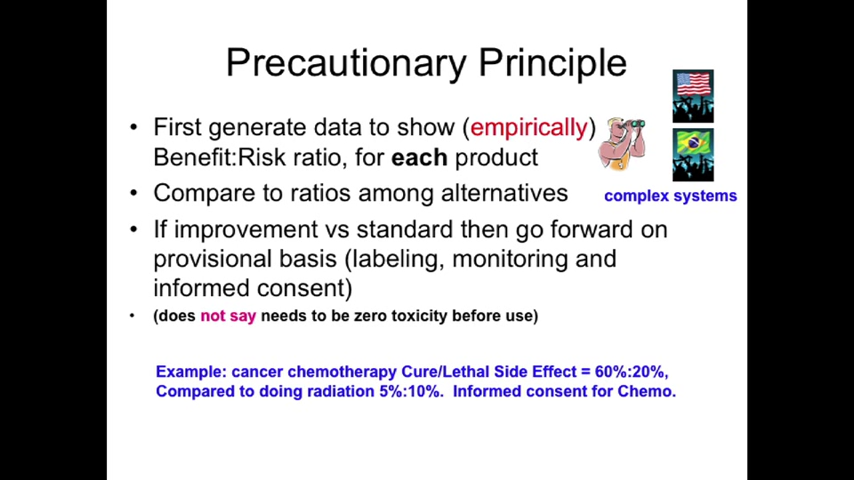 Precautionary Principle
• First generate data to show (empirically)
Benefit:Risk ratio, for each product
• Compare to ratios among alternatives
complex systems
• If improvement vs standard then go forward on
provisional basis (labeling, monitoring and
informed consent)
• (does not say needs to be zero toxicity before use)
Example: cancer chemotherapy Cure/Lethal Side Effect = 60%:20%,
Compared to doing radiation 5%:10%. Informed consent for Chemo.